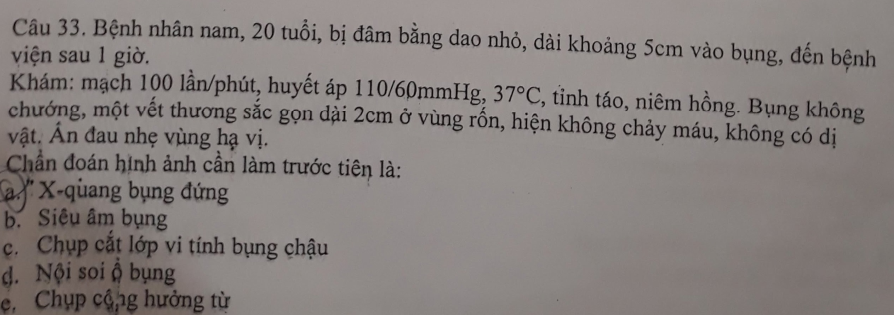 Câu 33. Bệnh nhân nam, 20 tuổi, bị đâm bằng dao nhỏ, dài khoảng 5cm vào bụng, đến bệnh
viện sau 1 giờ.
Khám: mạch 100 lần/phút, huyết áp 110/60mmHg, 37°C, tỉnh táo, niêm hồng. Bụng không
chướng, một vết thương sắc gọn dài 2cm ở vùng rốn, hiện không chảy máu, không có dị
vật. Ấn đau nhẹ vùng hạ vị.
Chẩn đoán hình ảnh cần làm trước tiên là:
a. X-quang bụng đứng
b. Siêu âm bụng
c. Chụp cắt lớp vi tính bụng chậu
d. Nội soi ổ bụng
e. Chụp cộng hưởng từ